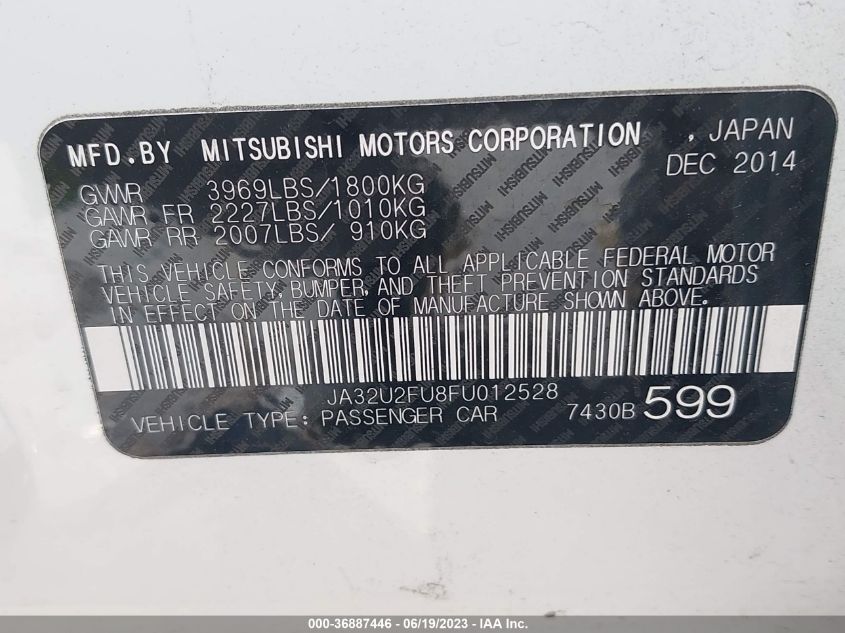 MFD.BY MITSUBISHI MOTORS CORPORATION , JAPAN
DEC 2014
GVWR 3969LBS/1800KG
GAWR FR 2227LBS/1010KG
GAWR RR 2007LBS/ 910KG
THIS VEHICLE CONFORMS TO ALL APPLICABLE FEDERAL MOTOR
VEHICLE SAFETY, BUMPER, AND THEFT PREVENTION STANDARDS
IN EFFECT ON THE DATE OF MANUFACTURE SHOWN ABOVE.
JA32U2FU8FU012528
VEHICLE TYPE: PASSENGER CAR 7430B 599
000-36887446 - 06/19/2023 - IAA Inc.